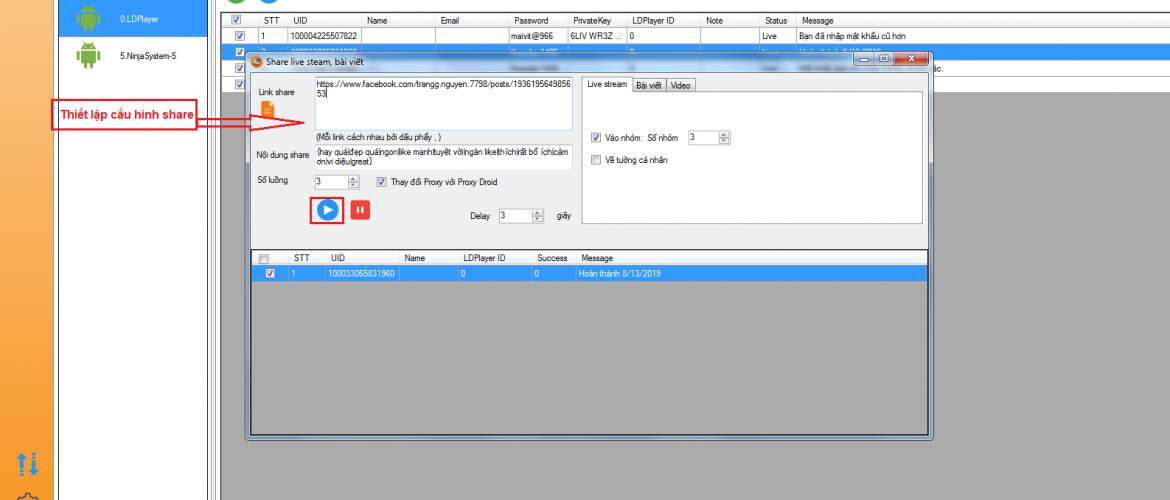 0.LDPlayer
5.NinjaSystem-5
STT UID Name Email Password PrivateKey LDPlayer ID Note Status Message
1 100004225507822 maivit@966 6LIV WR3Z ... 0 Live Bạn đã nhập mật khẩu cũ hơn
Share live steam, bài viết
Thiết lập cấu hình share
Link share
https://www.facebook.com/trangg.nguyen.7798/posts/1936195649856
53
(Mỗi link cách nhau bởi dấu phẩy , )
Nội dung share
{hay quá|đẹp quá|ngon|like mạnh|tuyệt vời|ngàn like|thích|rất bổ ích|cảm
ơn|vi diệu|great}
Số luồng
3
Thay đổi Proxy với Proxy Droid
Delay 3 giây
Live stream Bài viết Video
Vào nhóm: Số nhóm 3
Về tường cá nhân
STT UID Name LDPlayer ID Success Message
1 100033065831960 0 0 Hoàn thành 8/13/2019